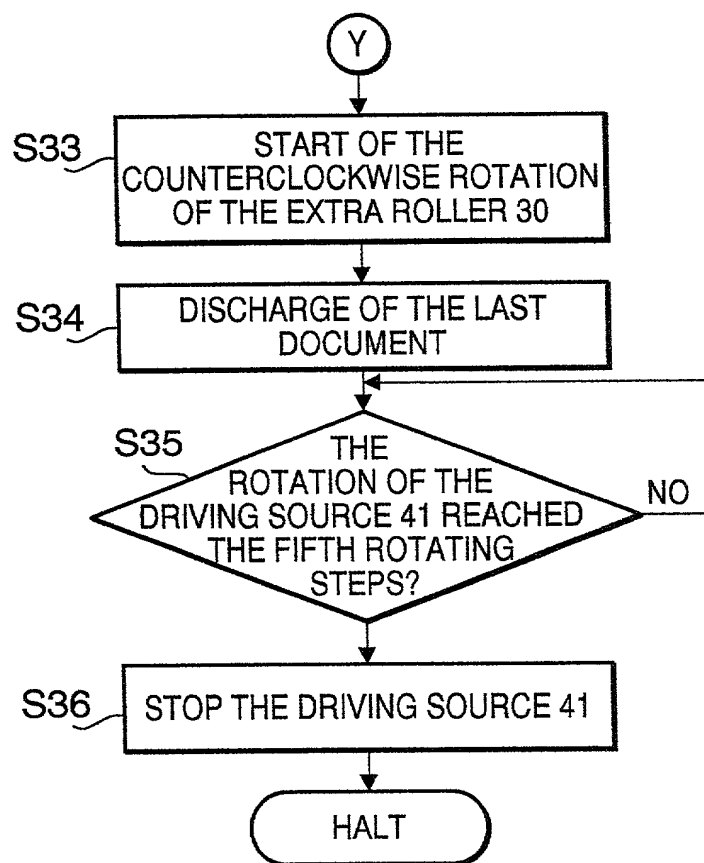 Y
S33
START OF THE
COUNTERCLOCKWISE ROTATION
OF THE EXTRA ROLLER 30
S34
DISCHARGE OF THE LAST
DOCUMENT
S35
THE
ROTATION OF THE
DRIVING SOURCE 41 REACHED
THE FIFTH ROTATING
STEPS?
NO
S36
STOP THE DRIVING SOURCE 41
HALT